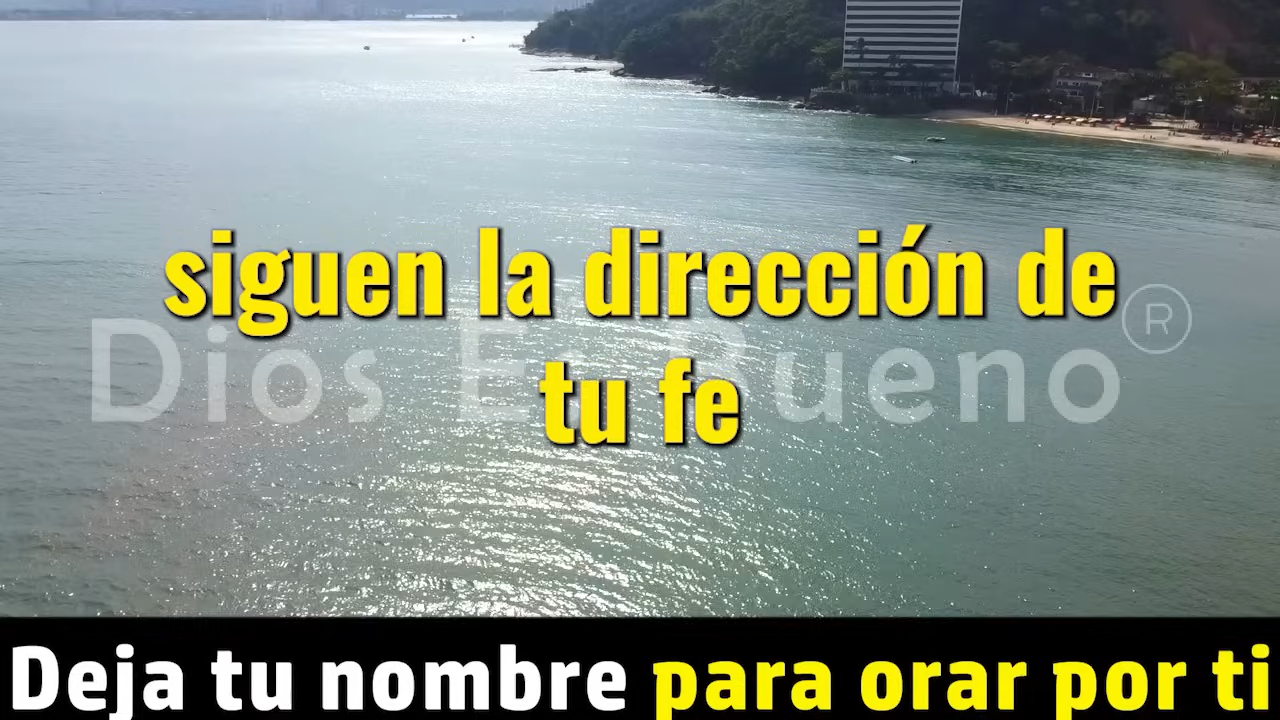 siguen la dirección de
Dios Es Bueno®
tu fe
Deja tu nombre para orar por ti